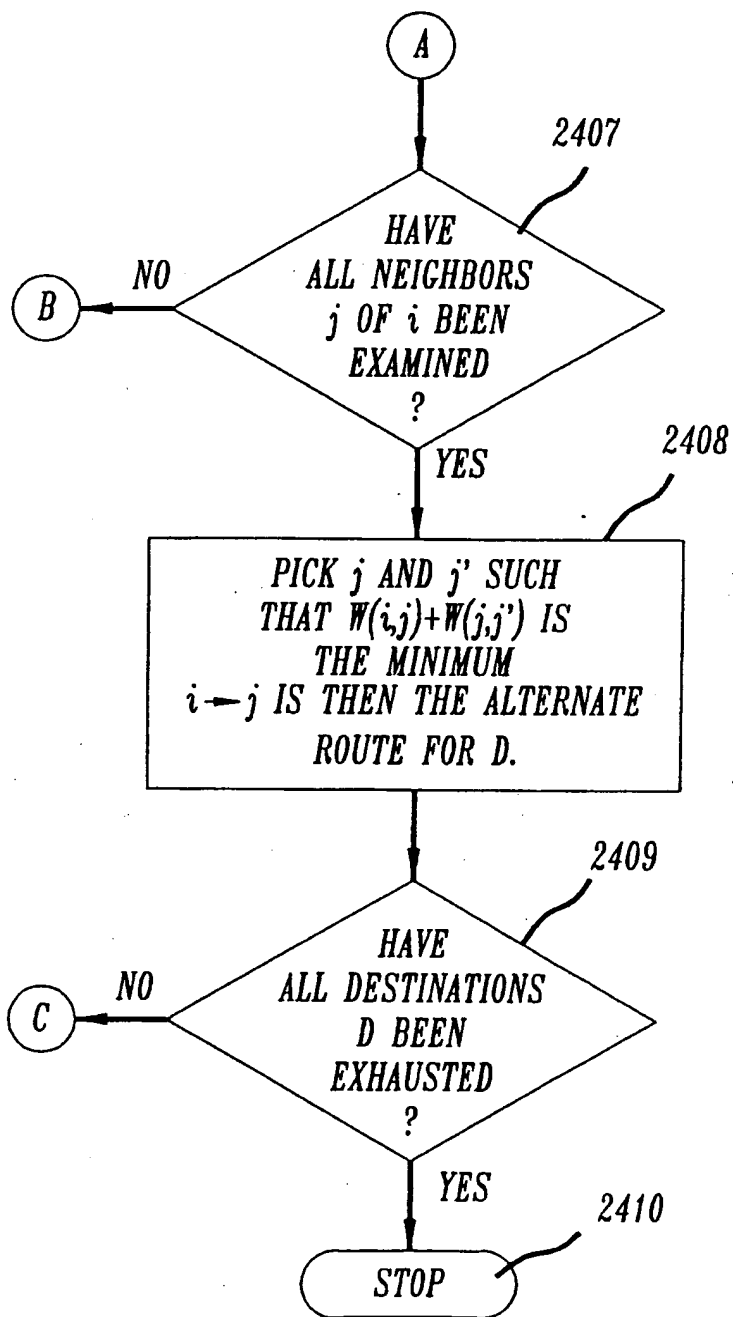 A
2407
HAVE
ALL NEIGHBORS
j OF i BEEN
EXAMINED
?
NO
B
YES
2408
PICK j AND j' SUCH
THAT W(i,j)+W(j,j') IS
THE MINIMUM
i→j IS THEN THE ALTERNATE
ROUTE FOR D.
2409
HAVE
ALL DESTINATIONS
D BEEN
EXHAUSTED
?
NO
C
YES
2410
STOP